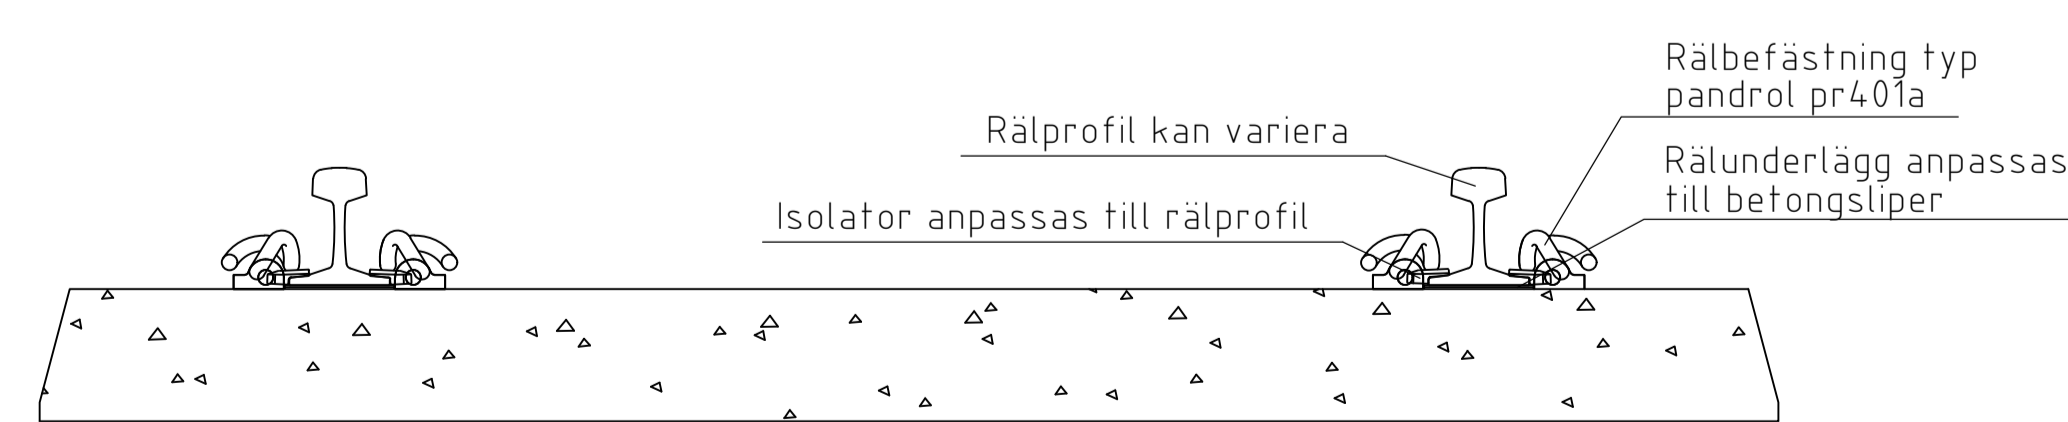 Rälbefästning typ
pandrol pr401a
Rälprofil kan variera
Rälunderlägg anpassas
till betongsliper
Isolator anpassas till rälprofil